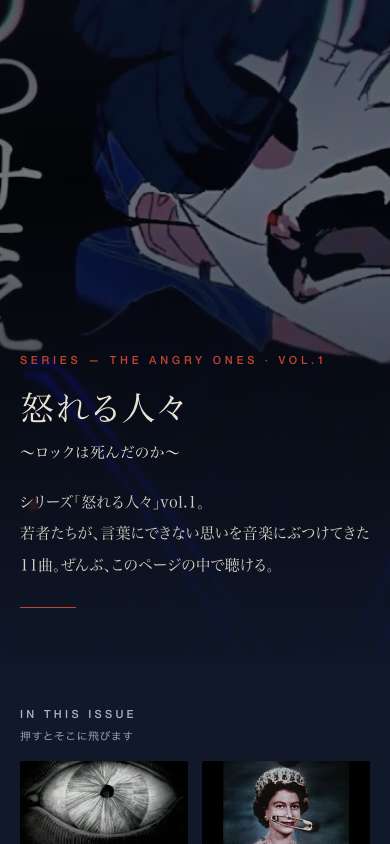 っせえ
SERIES — THE ANGRY ONES · VOL.1
怒れる人々
〜ロックは死んだのか〜
シリーズ「怒れる人々」vol.1。
若者たちが、言葉にできない思いを音楽にぶつけてきた
11曲。ぜんぶ、このページの中で聴ける。
IN THIS ISSUE
押すとそこに飛びます